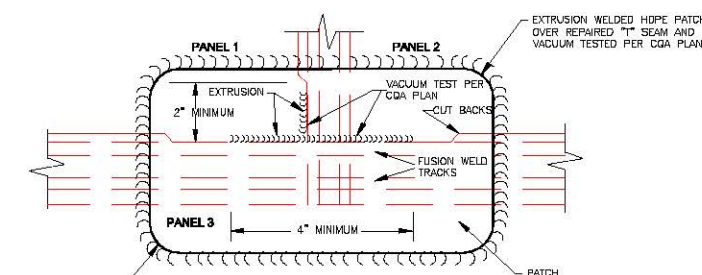 PANEL 1
PANEL 2
EXTRUSION WELDED HDPE PATCH
OVER REPAIRED "T" SEAM AND
VACUUM TESTED PER CQA PLAN
EXTRUSION
VACUUM TEST PER
CQA PLAN
2" MINIMUM
CUT BACKS
FUSION WELD
TRACKS
PANEL 3
4" MINIMUM
PATCH